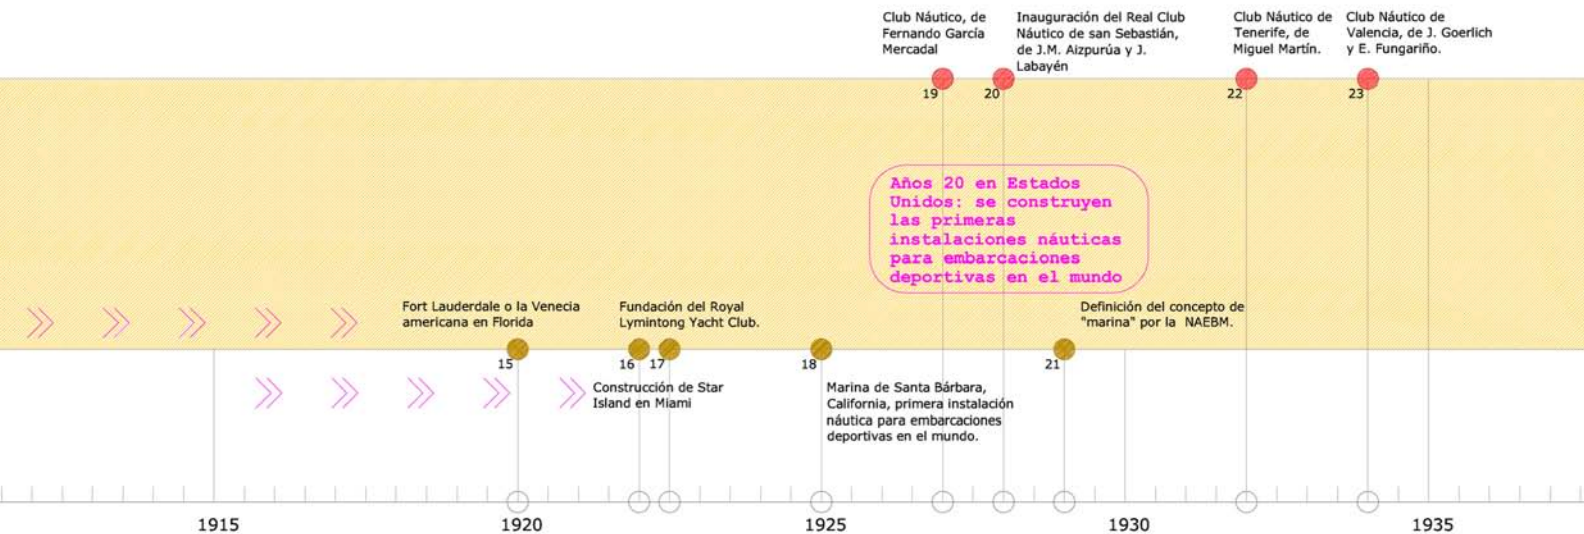 Club Náutico, de
Fernando García
Mercadal
Inauguración del Real Club
Náutico de san Sebastián,
de J.M. Aizpurúa y J.
Labayén
Club Náutico de
Tenerife, de
Miguel Martín.
Club Náutico de
Valencia, de J. Goerlich
y E. Fungariño.
19
20
22
23
Años 20 en Estados
Unidos: se construyen
las primeras
instalaciones náuticas
para embarcaciones
deportivas en el mundo
Fort Lauderdale o la Venecia
americana en Florida
Fundación del Royal
Lymintong Yacht Club.
Definición del concepto de
"marina" por la NAEBM.
15
16
17
18
21
Construcción de Star
Island en Miami
Marina de Santa Bárbara,
California, primera instalación
náutica para embarcaciones
deportivas en el mundo.
1915
1920
1925
1930
1935